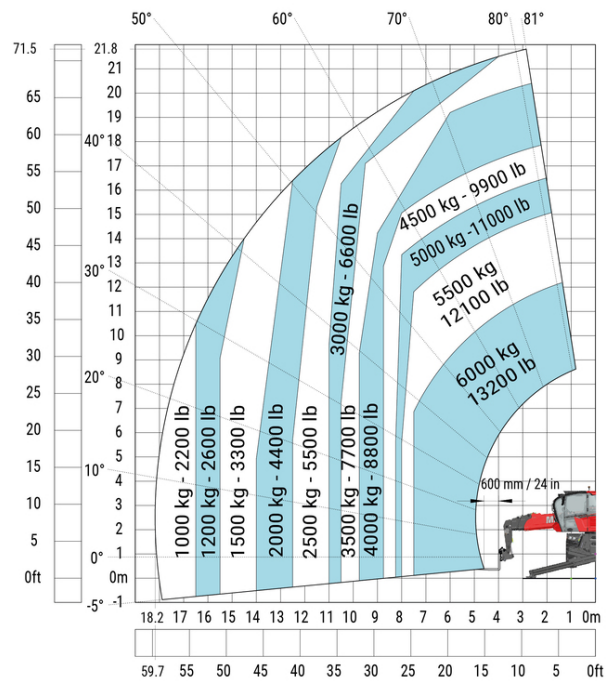 50° 60° 70° 80° 81°
71.5 21.8
21
65 20
19
60 40° 18
17
55 16
50 15
14
45 30° 13
40 12
11
35 10
30 9
20° 8
25 7
6
20 5
15 10° 4
10 3
2
5 0° 1
0ft 0m
-5° -1
4500 kg - 9900 lb
5000 kg -11000 lb
5500 kg
12100 lb
6000 kg
13200 lb
600 mm / 24 in
1000 kg - 2200 lb
1200 kg - 2600 lb
1500 kg - 3300 lb
2000 kg - 4400 lb
2500 kg - 5500 lb
3000 kg - 6600 lb
3500 kg - 7700 lb
4000 kg - 8800 lb
18.2 17 16 15 14 13 12 11 10 9 8 7 6 5 4 3 2 1 0m
59.7 55 50 45 40 35 30 25 20 15 10 5 0ft